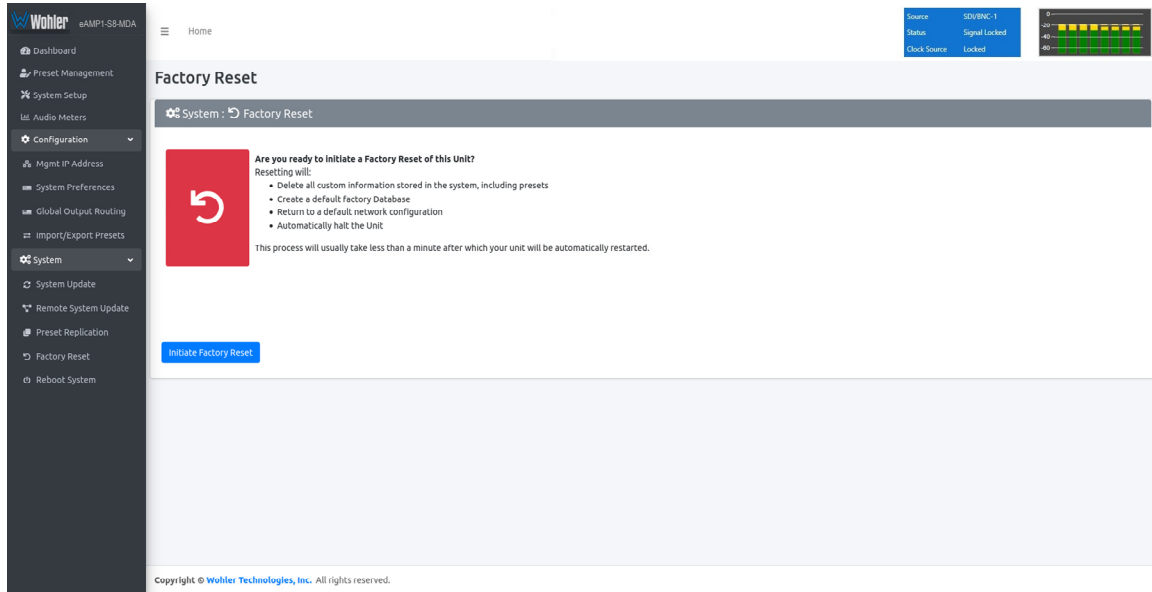 Wohler eAMP1-S8-MDA
Dashboard
Preset Management
System Setup
Audio Meters
Configuration
Mgmt IP Address
System Preferences
Global Output Routing
Import/Export Presets
System
System Update
Remote System Update
Preset Replication
Factory Reset
Reboot System
Home
Source SDI/BNC-1
Status Signal Locked
Clock Source Locked
0
-20
-40
-60
Factory Reset
System : Factory Reset
Are you ready to initiate a Factory Reset of this Unit?
Resetting will:
• Delete all custom information stored in the system, including presets
• Create a default factory Database
• Return to a default network configuration
• Automatically halt the Unit
This process will usually take less than a minute after which your unit will be automatically restarted.
Initiate Factory Reset
Copyright © Wohler Technologies, Inc. All rights reserved.